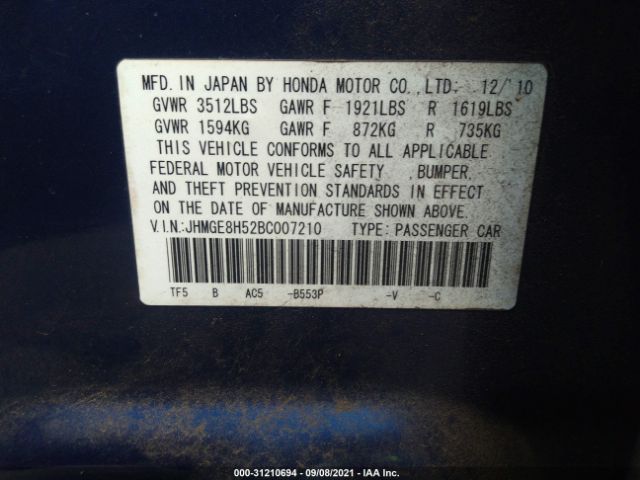 MFD. IN JAPAN BY HONDA MOTOR CO.,LTD. 12/'10
GVWR 3512LBS GAWR F 1921LBS R 1619LBS
GVWR 1594KG GAWR F 872KG R 735KG
THIS VEHICLE CONFORMS TO ALL APPLICABLE
FEDERAL MOTOR VEHICLE SAFETY ,BUMPER,
AND THEFT PREVENTION STANDARDS IN EFFECT
ON THE DATE OF MANUFACTURE SHOWN ABOVE.
V.I.N.:JHMGE8H52BC007210 TYPE: PASSENGER CAR
TF5 B AC5 -B553P -V -C
000-31210694 - 09/08/2021 - IAA Inc.